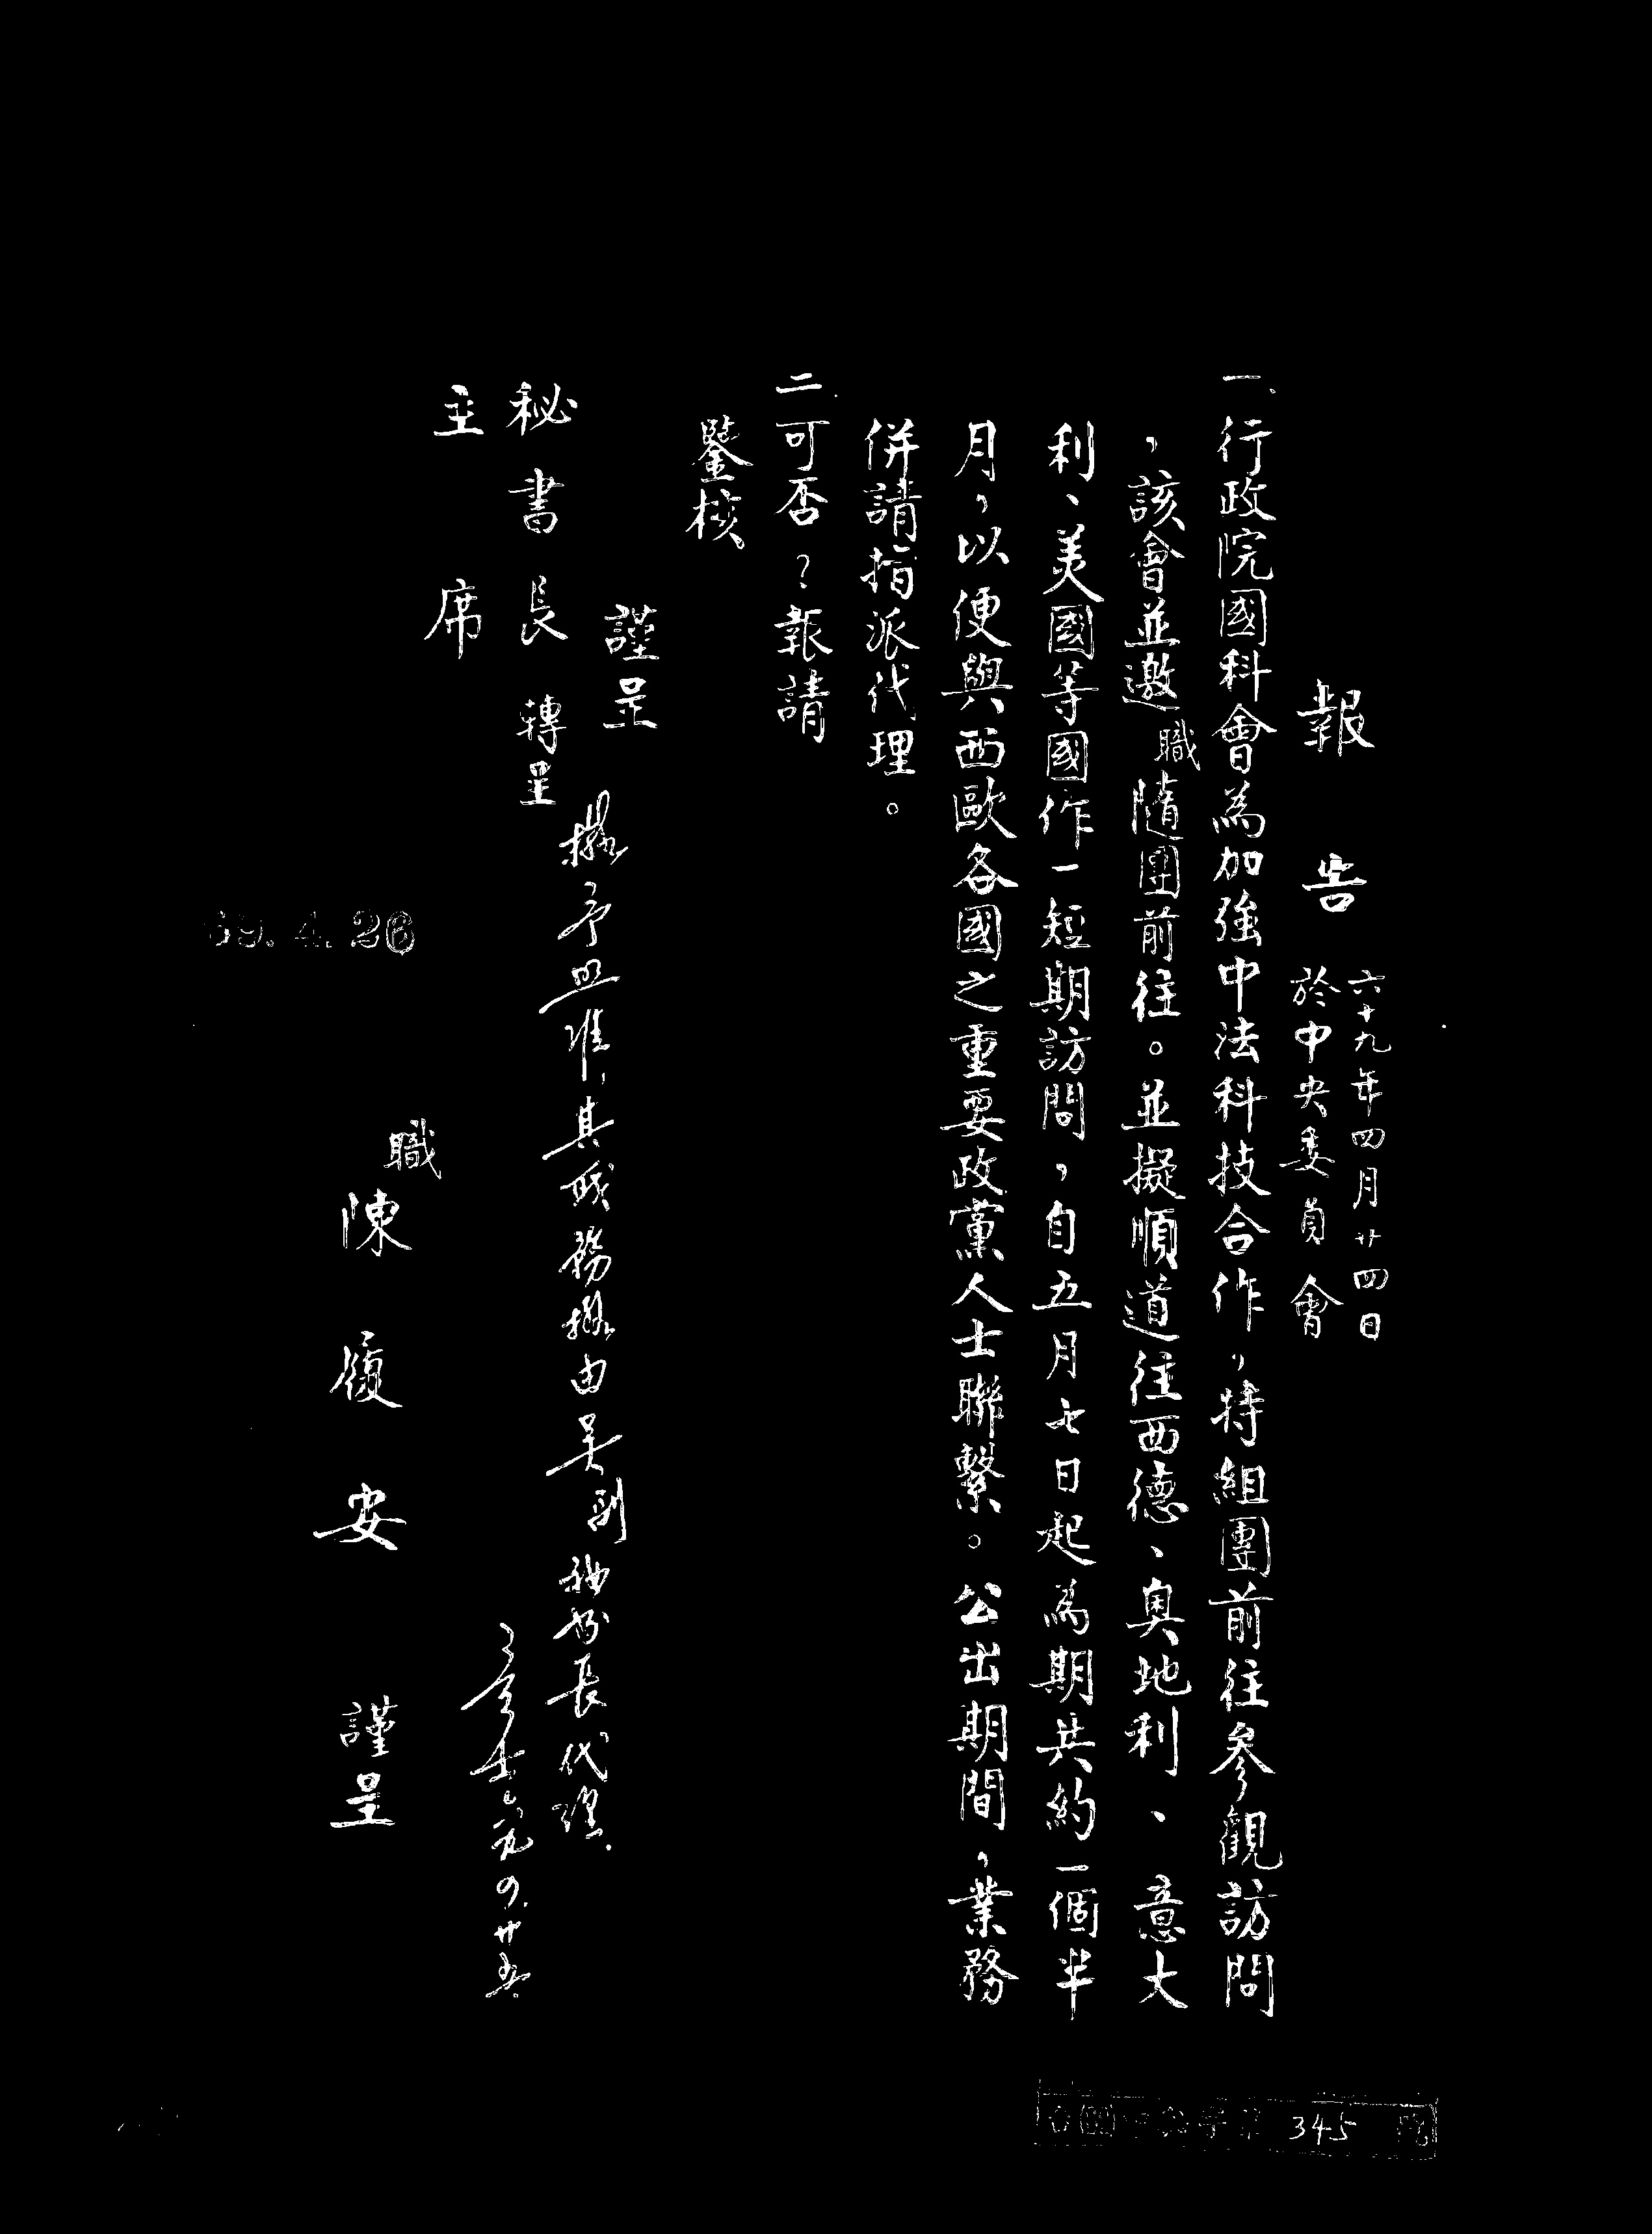 報告
六十九年四月廿四日
於中央委員會
一、行政院國科會為加強中法科技合作，特組團前往參觀訪問
，該會並邀職隨團前往。並擬順道往西德、奧地利、意大
利、美國等國作一短期訪問，自五月七日起為期共約一個半
月，以便與西歐各國之重要政黨人士聯繫。公出期間，業務
併請指派代理。
二、可否？報請
鑒核
謹呈
秘書長 轉呈
主席
擬予照准，其職務擬由吳副秘書長代理.
九.四.廿五.
職 陳履安 謹呈
69. 4. 26
345 號